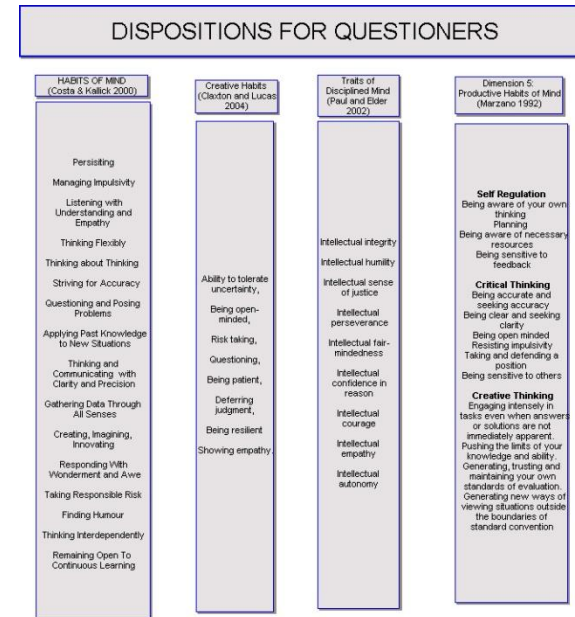 DISPOSITIONS FOR QUESTIONERS
HABITS OF MIND
(Costa & Kallick 2000)
Persisiting
Managing Impulsivity
Listening with
Understanding and
Empathy
Thinking Flexibly
Thinking about Thinking
Striving for Accuracy
Questioning and Posing
Problems
Applying Past Knowledge
to New Situations
Thinking and
Communicating with
Clarity and Precision
Gathering Data Through
All Senses
Creating, Imagining,
Innovating
Responding With
Wonderment and Awe
Taking Responsible Risk
Finding Humour
Thinking Interdependently
Remaining Open To
Continuous Learning
Creative Habits
(Claxton and Lucas
2004)
Ability to tolerate
uncertainty,
Being open-
minded,
Risk taking,
Questioning,
Being patient,
Deferring
judgment,
Being resilient
Showing empathy.
Traits of
Disciplined Mind
(Paul and Elder
2002)
Intellectual integrity
Intellectual humility
Intellectual sense
of justice
Intellectual
perseverance
Intellectual fair-
mindedness
Intellectual
confidence in
reason
Intellectual
courage
Intellectual
empathy
Intellectual
autonomy
Dimension 5:
Productive Habits of Mind
(Marzano 1992)
Self Regulation
Being aware of your own
thinking
Planning
Being aware of necessary
resources
Being sensitive to
feedback
Critical Thinking
Being accurate and
seeking accuracy
Being clear and seeking
clarity
Being open minded
Resisting impulsivity
Taking and defending a
position
Being sensitive to others
Creative Thinking
Engaging intensely in
tasks even when answers
or solutions are not
immediately apparent.
Pushing the limits of your
knowledge and ability.
Generating, trusting and
maintaining your own
standards of evaluation.
Generating new ways of
viewing situations outside
the boundaries of
standard convention